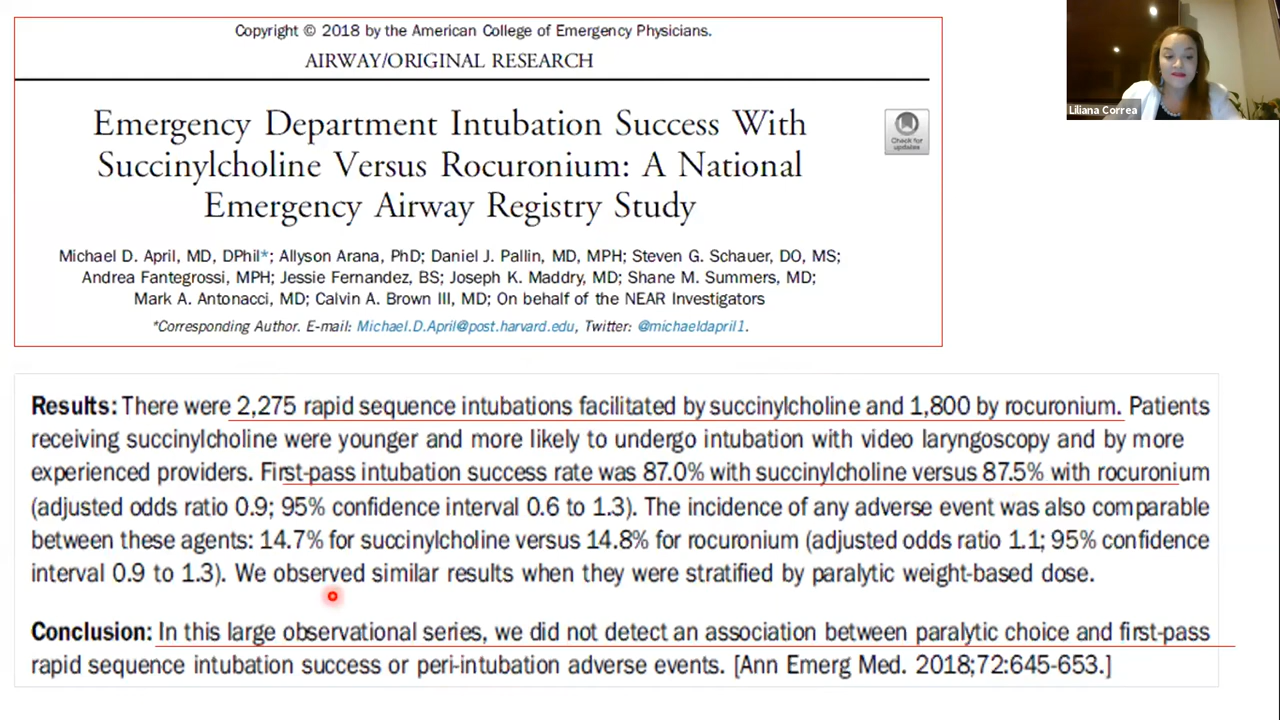 Copyright © 2018 by the American College of Emergency Physicians.
AIRWAY/ORIGINAL RESEARCH
Emergency Department Intubation Success With
Succinylcholine Versus Rocuronium: A National
Emergency Airway Registry Study
Check for
updates
Michael D. April, MD, DPhil*; Allyson Arana, PhD; Daniel J. Pallin, MD, MPH; Steven G. Schauer, DO, MS;
Andrea Fantegrossi, MPH; Jessie Fernandez, BS; Joseph K. Maddry, MD; Shane M. Summers, MD;
Mark A. Antonacci, MD; Calvin A. Brown III, MD; On behalf of the NEAR Investigators
*Corresponding Author. E-mail: Michael.D.April@post.harvard.edu, Twitter: @michaeldapril1.
Liliana Correa
Results: There were 2,275 rapid sequence intubations facilitated by succinylcholine and 1,800 by rocuronium. Patients
receiving succinylcholine were younger and more likely to undergo intubation with video laryngoscopy and by more
experienced providers. First-pass intubation success rate was 87.0% with succinylcholine versus 87.5% with rocuronium
(adjusted odds ratio 0.9; 95% confidence interval 0.6 to 1.3). The incidence of any adverse event was also comparable
between these agents: 14.7% for succinylcholine versus 14.8% for rocuronium (adjusted odds ratio 1.1; 95% confidence
interval 0.9 to 1.3). We observed similar results when they were stratified by paralytic weight-based dose.
Conclusion: In this large observational series, we did not detect an association between paralytic choice and first-pass
rapid sequence intubation success or peri-intubation adverse events. [Ann Emerg Med. 2018;72:645-653.]